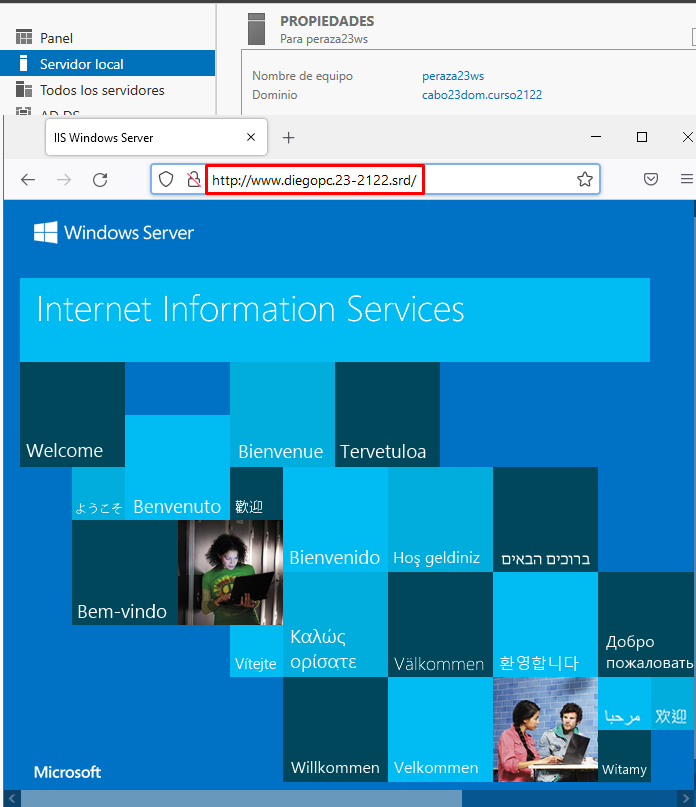 PROPIEDADES
Para peraza23ws
Panel
Servidor local
Todos los servidores
AD DS
Nombre de equipo peraza23ws
Dominio cabo23dom.curso2122
IIS Windows Server
http://www.diegopc.23-2122.srd/
Windows Server
Internet Information Services
Welcome
Bienvenue
Tervetuloa
ようこそ
Benvenuto
歡迎
Bienvenido
Hoş geldiniz
ברוכים הבאים
Bem-vindo
Vítejte
Καλώς
ορίσατε
Välkommen
환영합니다
Добро
пожаловать
Willkommen
Velkommen
مرحبا
欢迎
Witamy
Microsoft